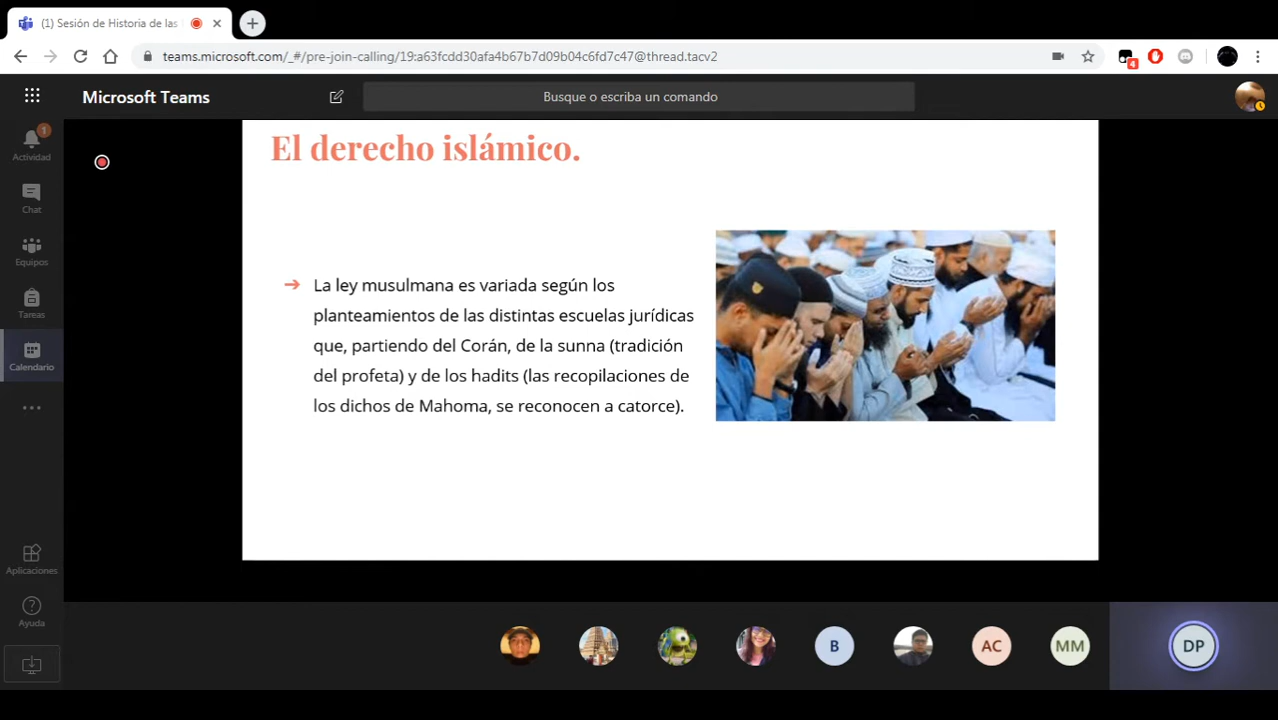 (1) Sesión de Historia de las
teams.microsoft.com/_#/pre-join-calling/19:a63fcdd30afa4b67b7d09b04c6fd7c47@thread.tacv2
4
Microsoft Teams
Busque o escriba un comando
1
Actividad
Chat
Equipos
Tareas
Calendario
Aplicaciones
Ayuda
El derecho islámico.
La ley musulmana es variada según los
planteamientos de las distintas escuelas jurídicas
que, partiendo del Corán, de la sunna (tradición
del profeta) y de los hadits (las recopilaciones de
los dichos de Mahoma, se reconocen a catorce).
B
AC
MM
DP